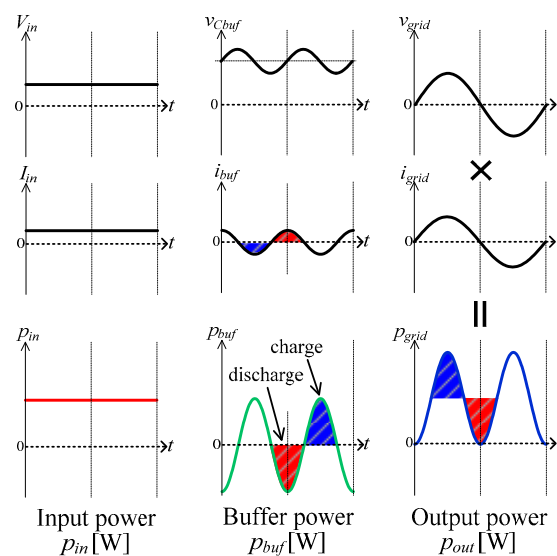 V_in
v_Cbuf
v_grid
0
t
0
t
0
I_in
i_buf
×
i_grid
0
t
0
t
0
=
p_in
p_buf
p_grid
charge
discharge
0
t
0
t
0
Input power
p_in[W]
Buffer power
p_buf[W]
Output power
p_out[W]